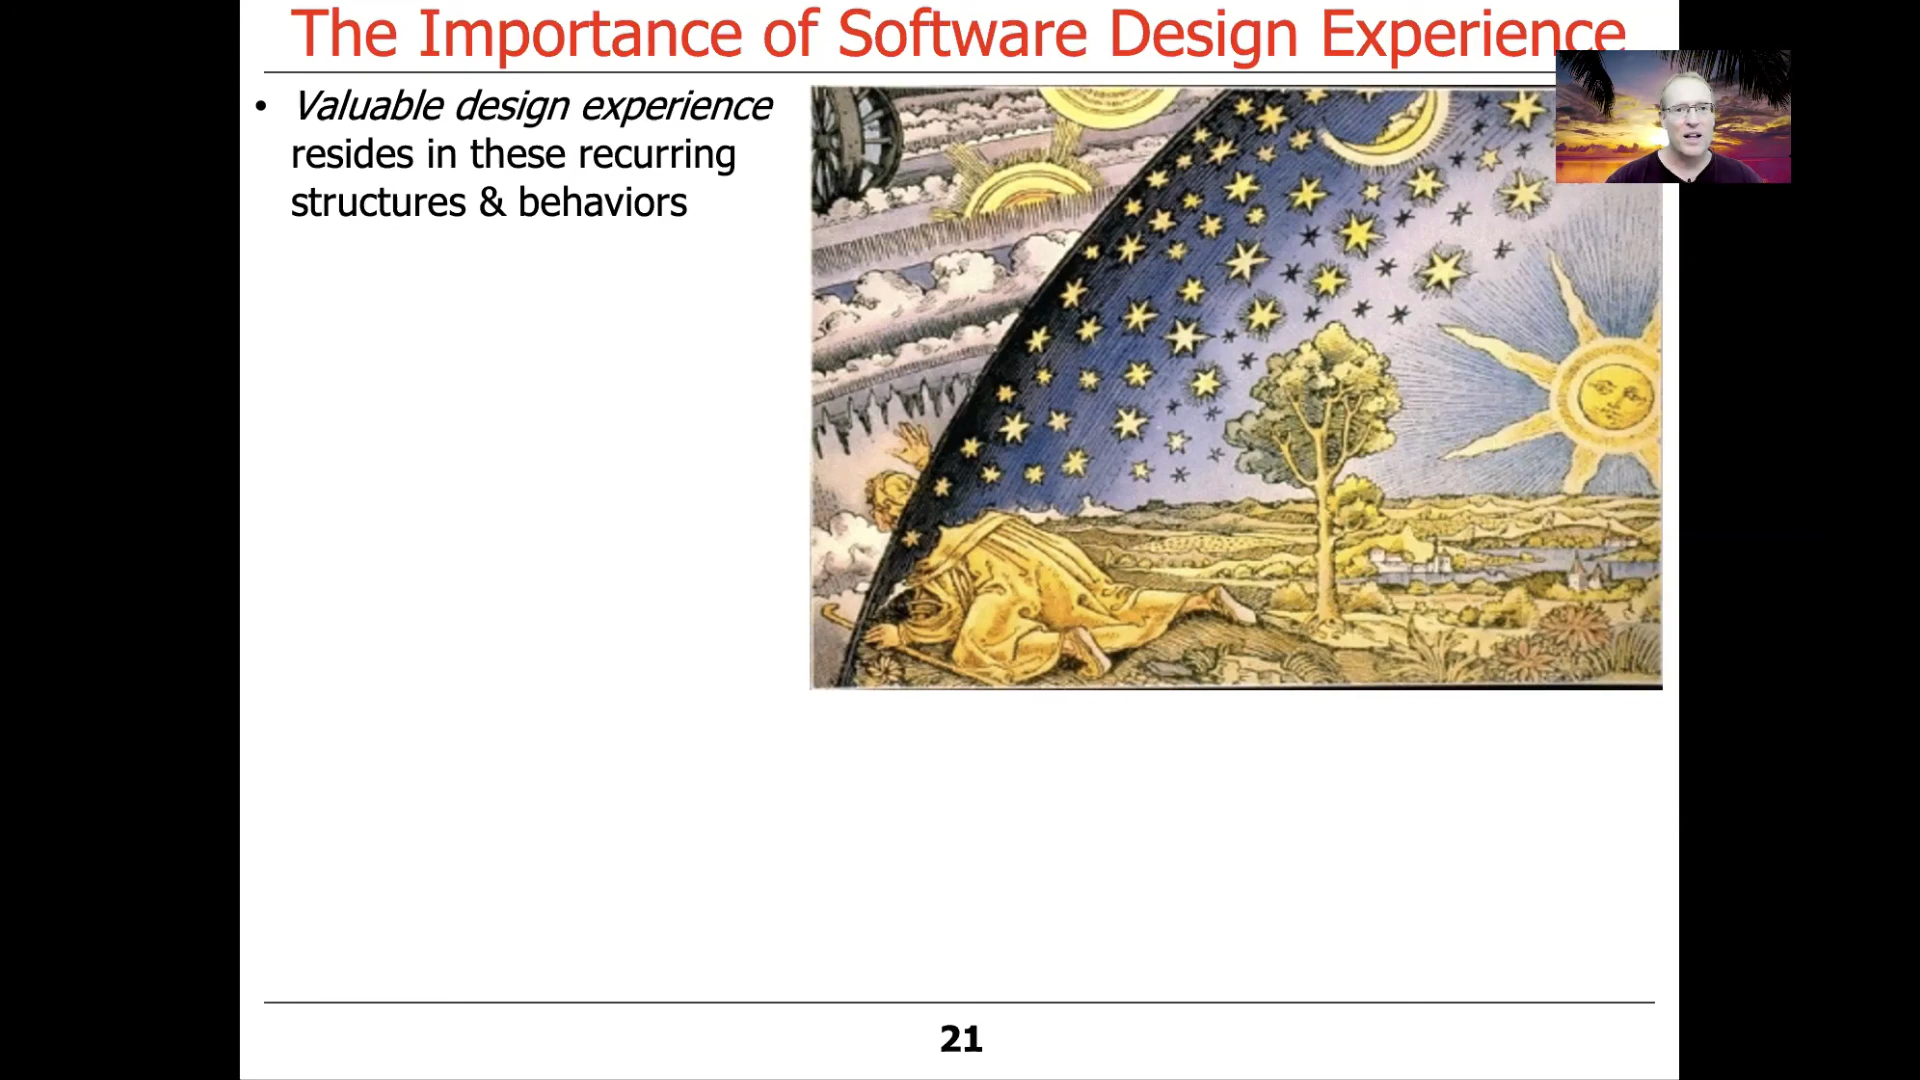 The Importance of Software Design Experience
• Valuable design experience
resides in these recurring
structures & behaviors
21